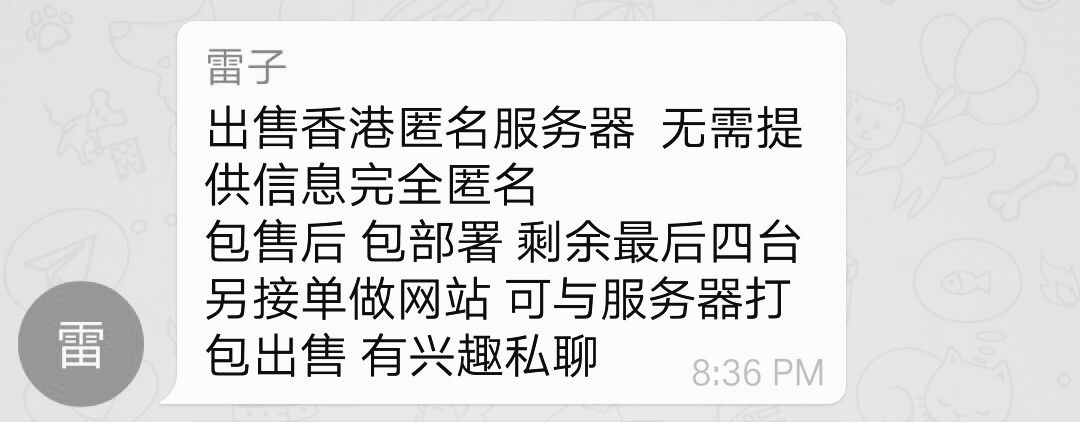 雷子
出售香港匿名服务器 无需提
供信息完全匿名
包售后 包部署 剩余最后四台
另接单做网站 可与服务器打
包出售 有兴趣私聊
8:36 PM
雷